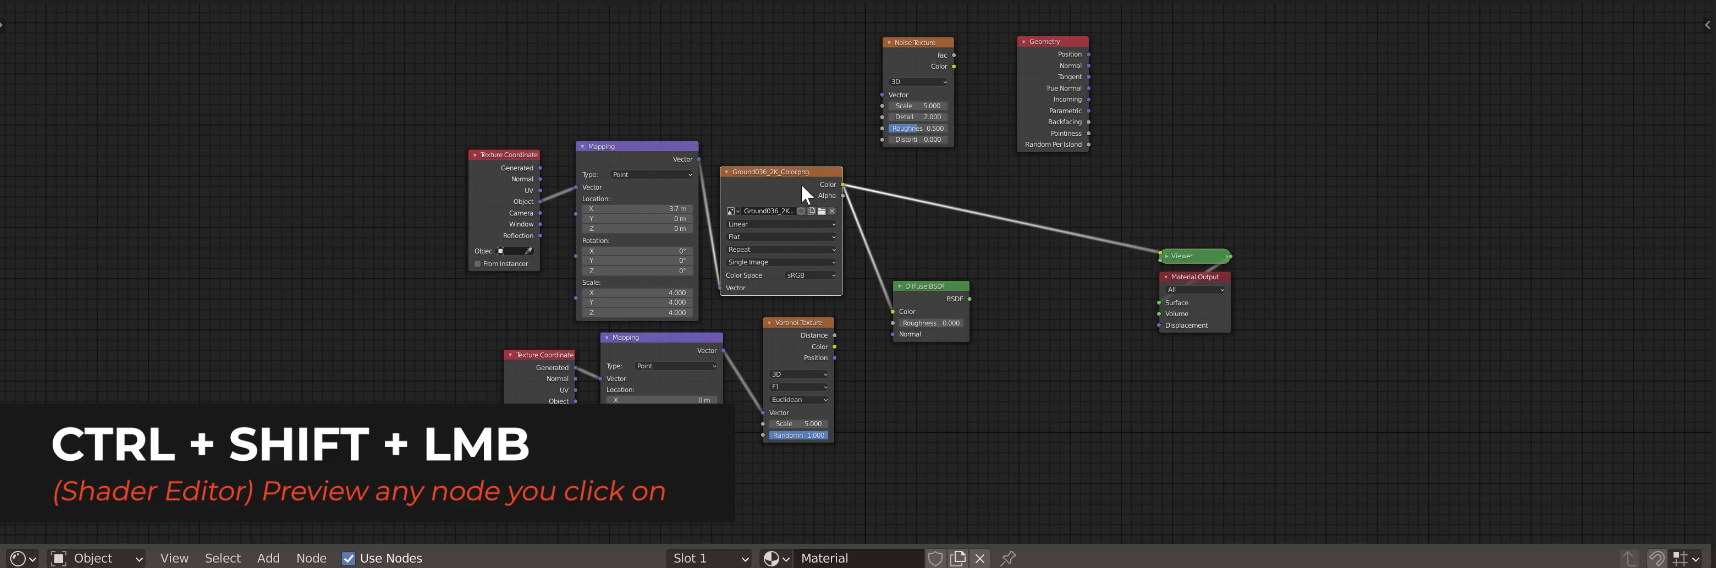 Noise Texture
Fac
Color
3D
Vector
Scale 5.000
Detail 2.000
Roughnes 0.500
Distorti 0.000
Geometry
Position
Normal
Tangent
True Normal
Incoming
Parametric
Backfacing
Pointiness
Random Per Island
Texture Coordinate
Generated
Normal
UV
Object
Camera
Window
Reflection
Objec
From Instancer
Mapping
Vector
Type: Point
Vector
Location:
X 3.7 m
Y 0 m
Z 0 m
Rotation:
X 0°
Y 0°
Z 0°
Scale:
X 4.000
Y 4.000
Z 4.000
Ground036_2K_Color.png
Color
Alpha
Ground036_2K...
Linear
Flat
Repeat
Single Image
Color Space sRGB
Vector
Diffuse BSDF
BSDF
Color
Roughness 0.000
Normal
Viewer
Material Output
All
Surface
Volume
Displacement
Texture Coordinate
Generated
Normal
UV
Object
Mapping
Vector
Type: Point
Vector
Location:
X 0 m
Voronoi Texture
Distance
Color
Position
3D
F1
Euclidean
Vector
Scale 5.000
Randomn 1.000
CTRL + SHIFT + LMB
(Shader Editor) Preview any node you click on
Object View Select Add Node Use Nodes Slot 1 Material